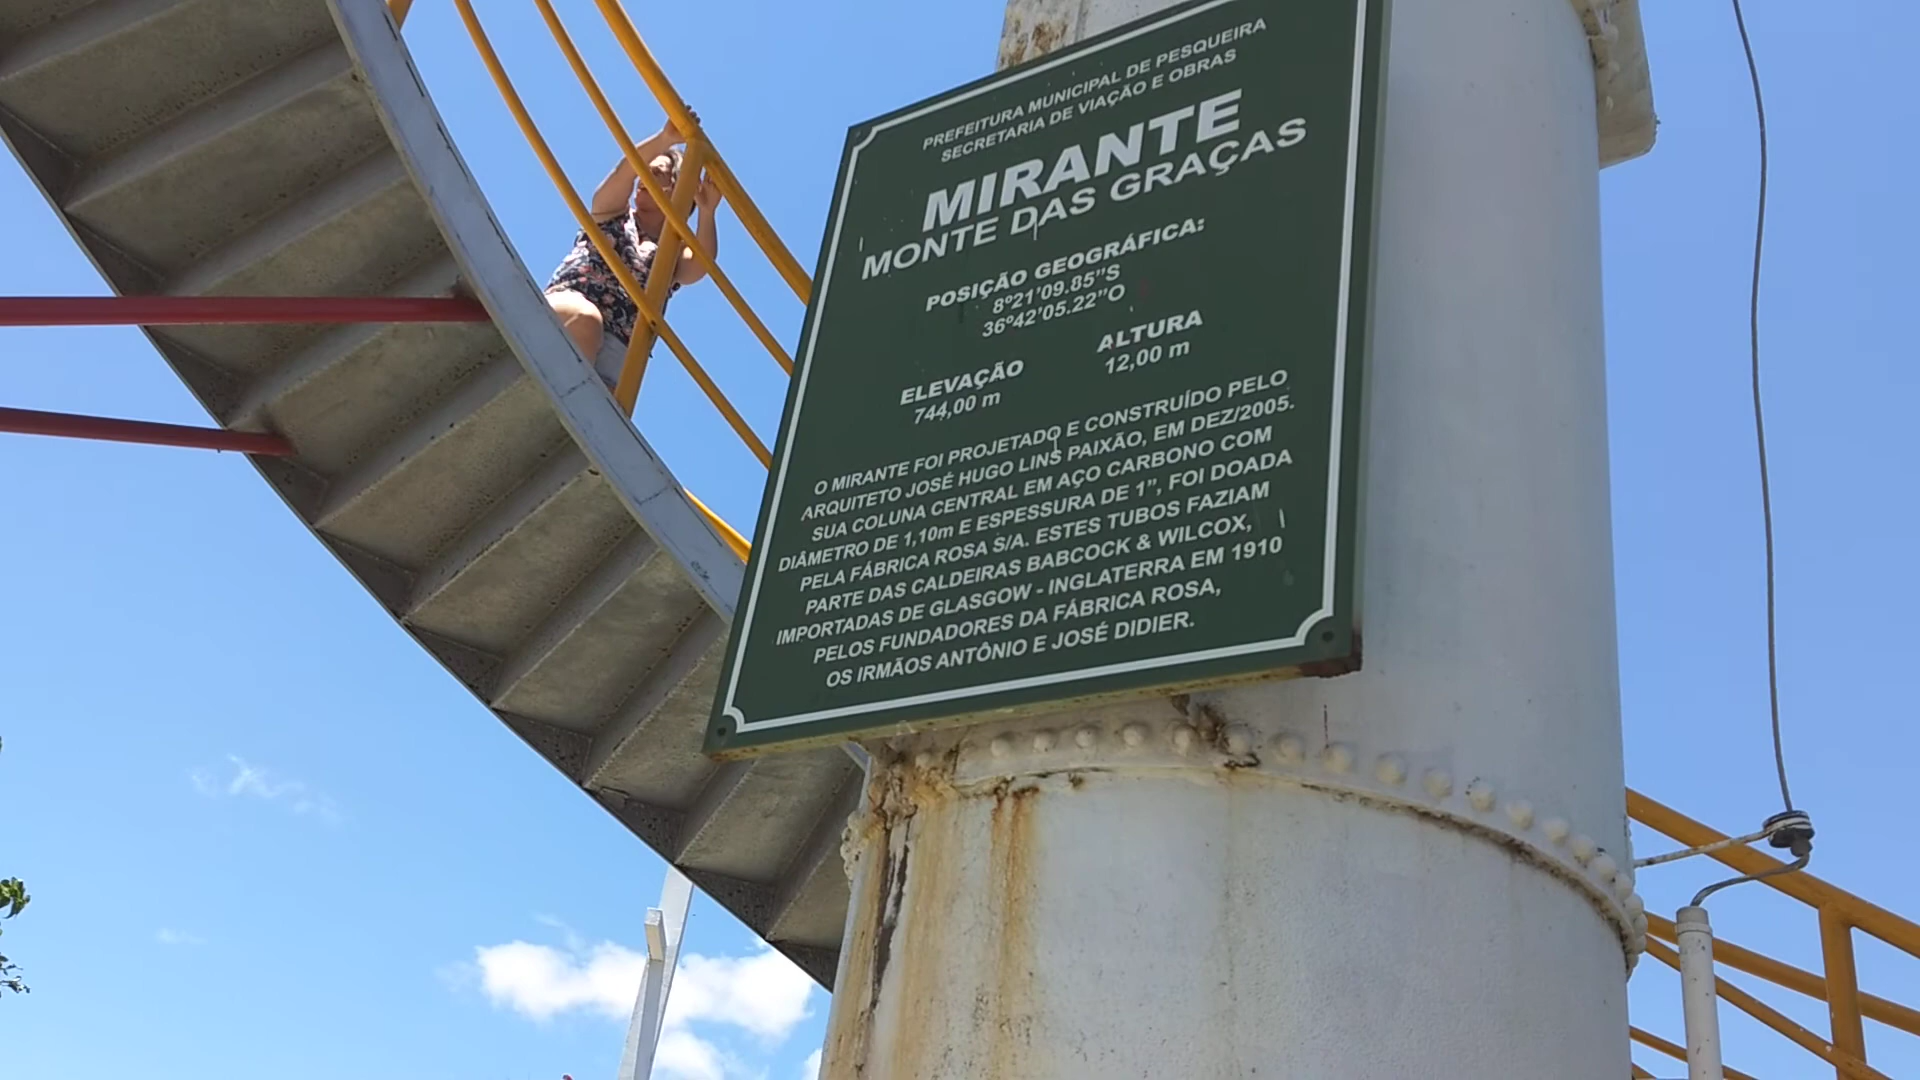 PREFEITURA MUNICIPAL DE PESQUEIRA
SECRETARIA DE VIAÇÃO E OBRAS
MIRANTE
MONTE DAS GRAÇAS
POSIÇÃO GEOGRÁFICA:
8º21'09.85”S
36º42'05.22”O
ELEVAÇÃO
744,00 m
ALTURA
12,00 m
O MIRANTE FOI PROJETADO E CONSTRUÍDO PELO
ARQUITETO JOSÉ HUGO LINS PAIXÃO, EM DEZ/2005.
SUA COLUNA CENTRAL EM AÇO CARBONO COM
DIÂMETRO DE 1,10m E ESPESSURA DE 1”, FOI DOADA
PELA FÁBRICA ROSA S/A. ESTES TUBOS FAZIAM
PARTE DAS CALDEIRAS BABCOCK & WILCOX,
IMPORTADAS DE GLASGOW - INGLATERRA EM 1910
PELOS FUNDADORES DA FÁBRICA ROSA,
OS IRMÃOS ANTÔNIO E JOSÉ DIDIER.